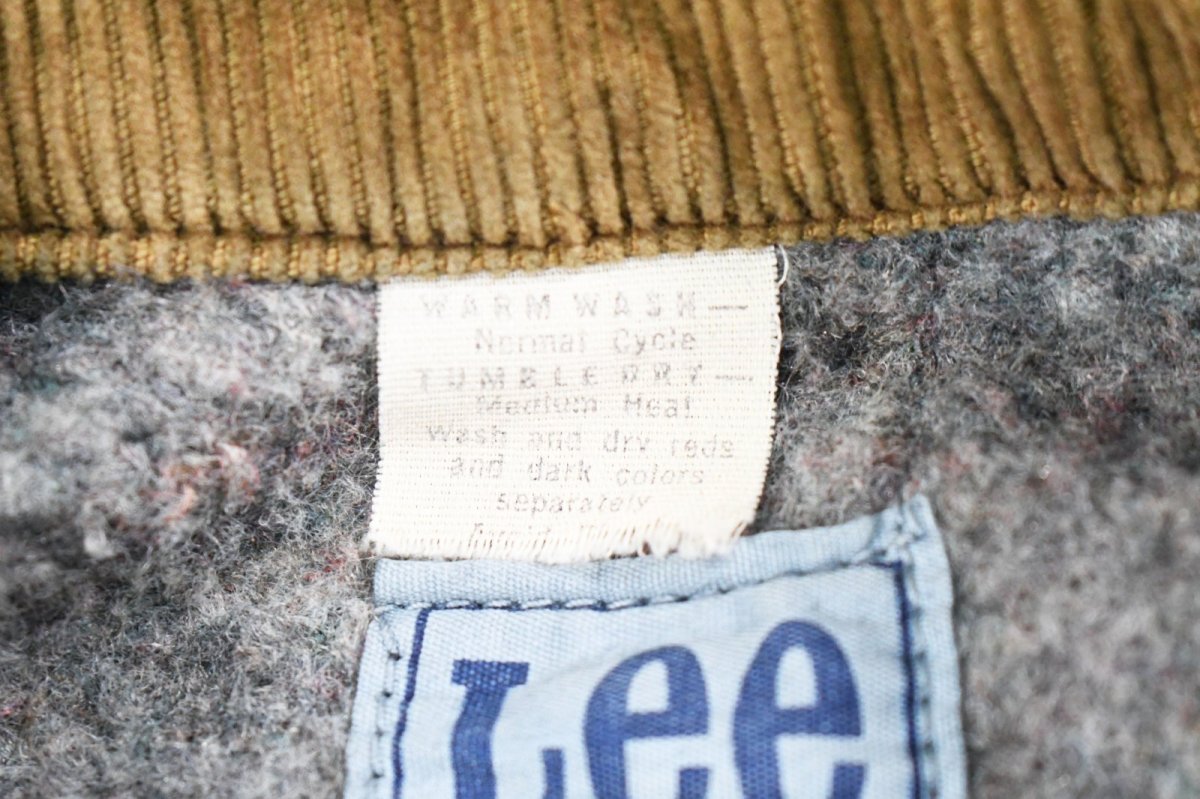 WARM WASH—
Normal Cycle
TUMBLE DRY—
Medium Heat
wash and dry reds
and dark colors
separately
Lee